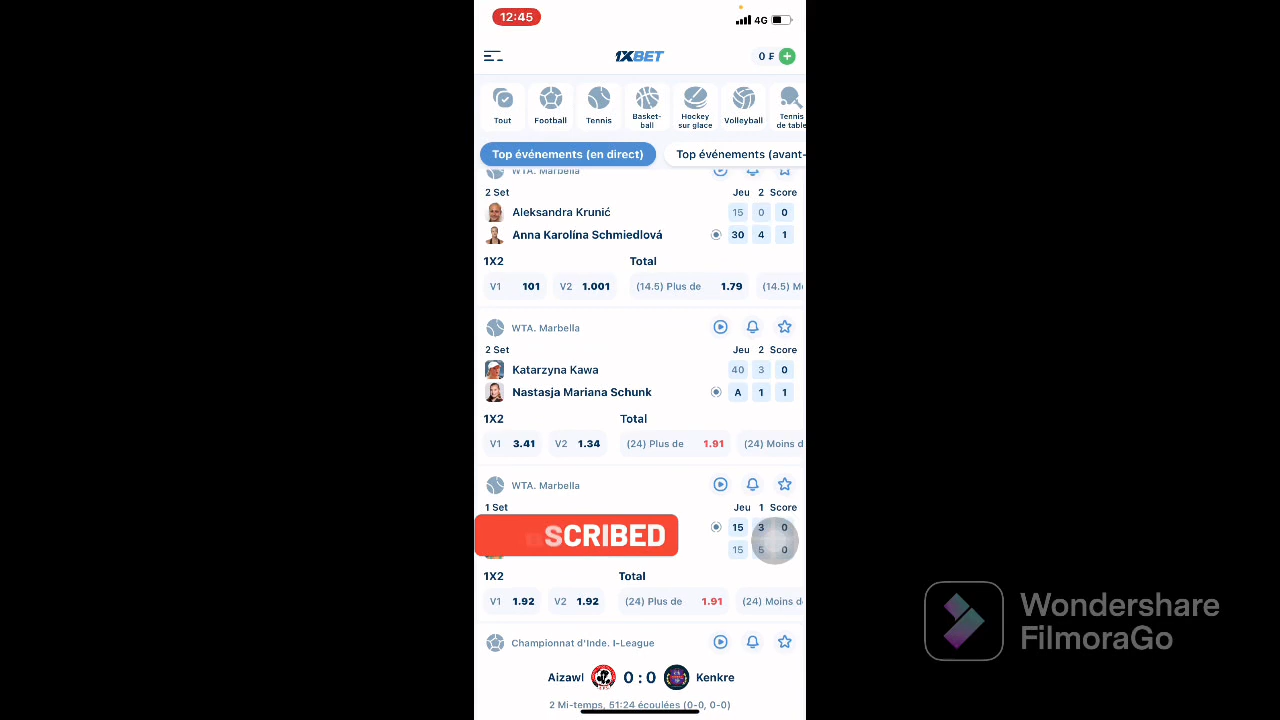 12:45
4G
1XBET
0 ₣
Tout
Football
Tennis
Basket-
ball
Hockey
sur glace
Volleyball
Tennis
de table
Top événements (en direct)
Top événements (avant-
WTA. Marbella
2 Set
Jeu 2 Score
Aleksandra Krunić
15 0 0
Anna Karolína Schmiedlová
30 4 1
1X2
Total
V1 101
V2 1.001
(14.5) Plus de 1.79
(14.5) M
WTA. Marbella
2 Set
Jeu 2 Score
Katarzyna Kawa
40 3 0
Nastasja Mariana Schunk
A 1 1
1X2
Total
V1 3.41
V2 1.34
(24) Plus de 1.91
(24) Moins d
WTA. Marbella
1 Set
Jeu 1 Score
SCRIBED
15 3 0
15 5 0
1X2
Total
V1 1.92
V2 1.92
(24) Plus de 1.91
(24) Moins d
Championnat d'Inde. I-League
Aizawl 0 : 0 Kenkre
2 Mi-temps, 51:24 écoulées (0-0, 0-0)
Wondershare
FilmoraGo